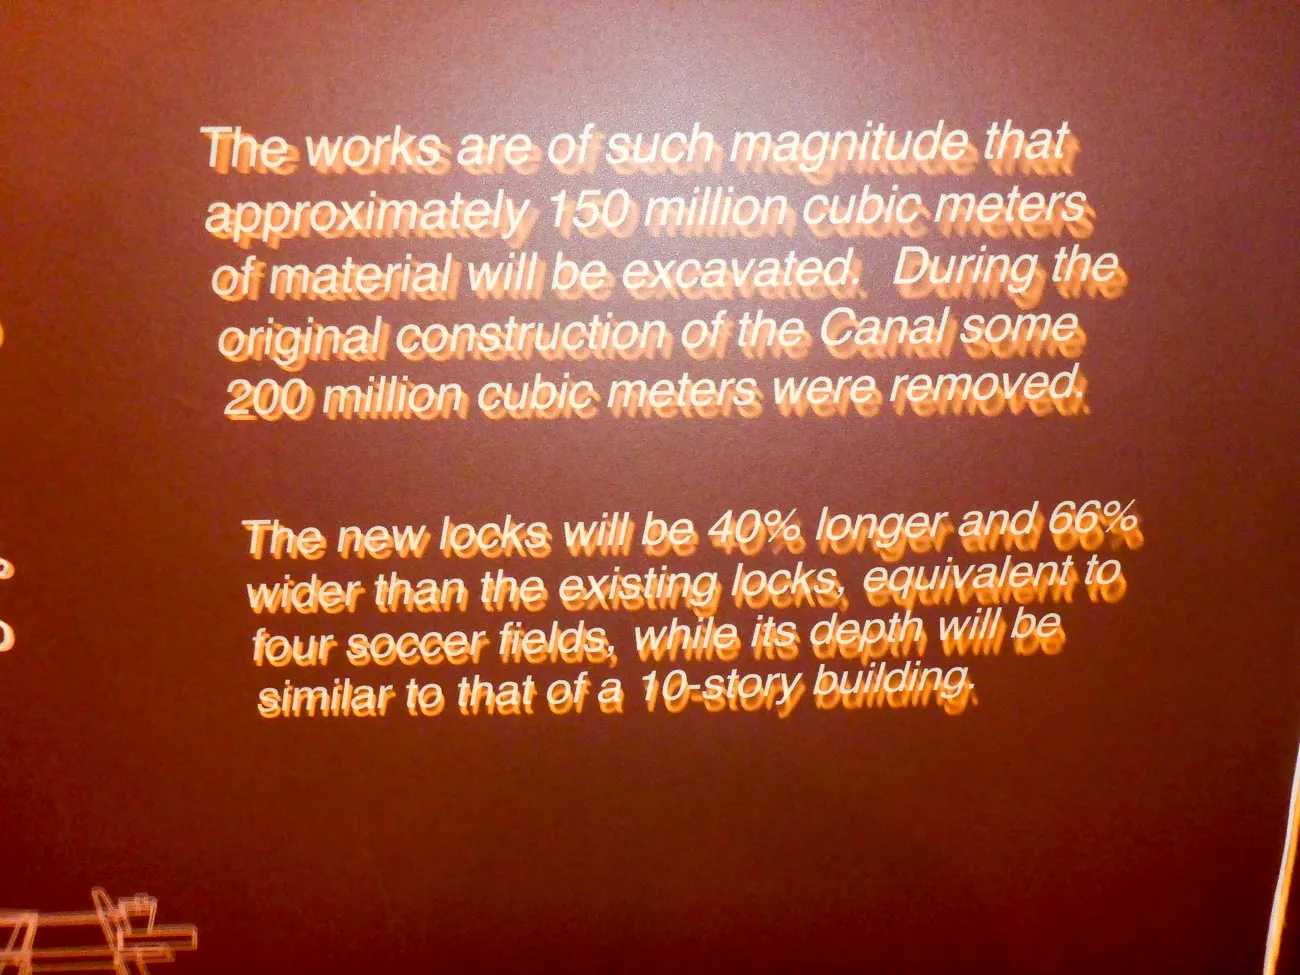 The works are of such magnitude that
approximately 150 million cubic meters
of material will be excavated.  During the
original construction of the Canal some
200 million cubic meters were removed.
The new locks will be 40% longer and 66%
wider than the existing locks, equivalent to
four soccer fields, while its depth will be
similar to that of a 10-story building.